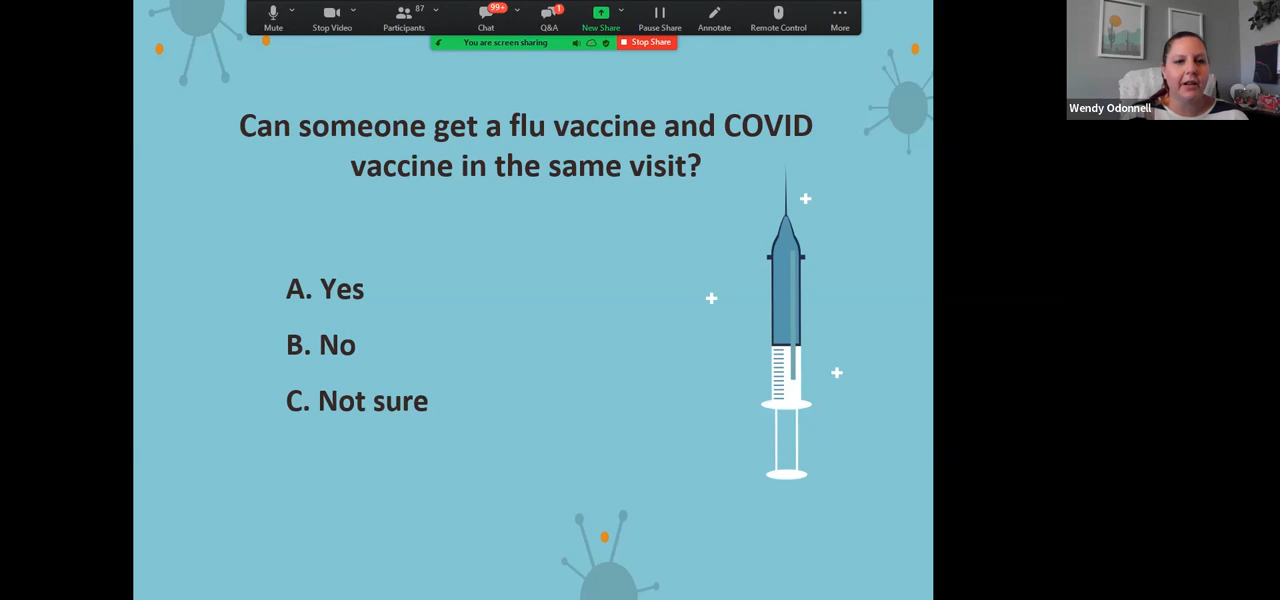 87
99+
1
Mute
Stop Video
Participants
Chat
Q&A
New Share
Pause Share
Annotate
Remote Control
More
You are screen sharing
Stop Share
Wendy Odonnell
Can someone get a flu vaccine and COVID
vaccine in the same visit?
A. Yes
B. No
C. Not sure